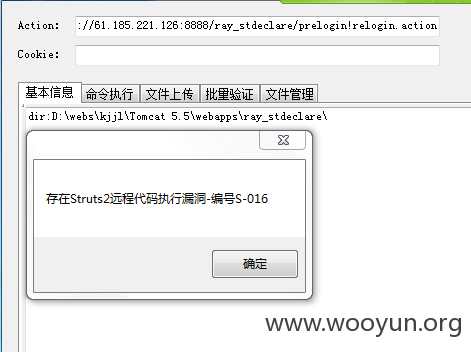 Action: ://61.185.221.126:8888/ray_stdeclare/prelogin!relogin.action
Cookie:
基本信息 命令执行 文件上传 批量验证 文件管理
dir:D:\webs\kjjl\Tomcat 5.5\webapps\ray_stdeclare\
存在Struts2远程代码执行漏洞-编号S-016
确定
www.wooyun.org